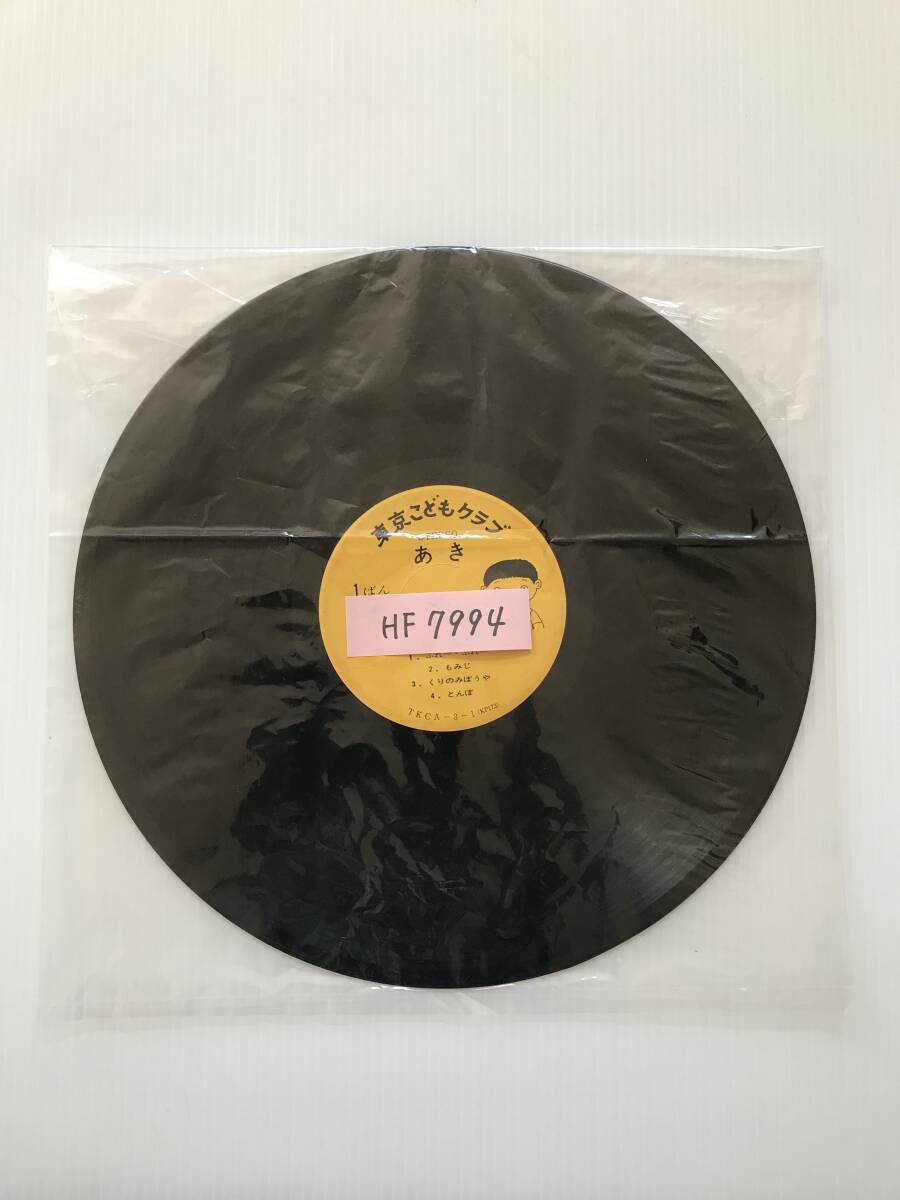 東京こどもクラブ
あき
1ばん
HF 7994
2. もみじ
3. くりのみぼうや
4. とんぼ
TKCA-3-1 (KP123)